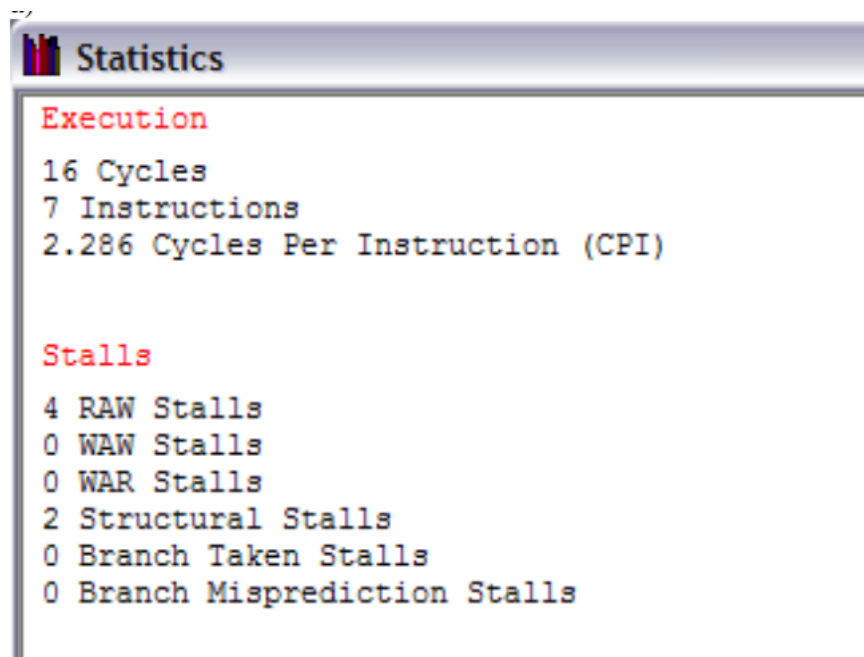 Statistics
Execution
16 Cycles
7 Instructions
2.286 Cycles Per Instruction (CPI)
Stalls
4 RAW Stalls
0 WAW Stalls
0 WAR Stalls
2 Structural Stalls
0 Branch Taken Stalls
0 Branch Misprediction Stalls